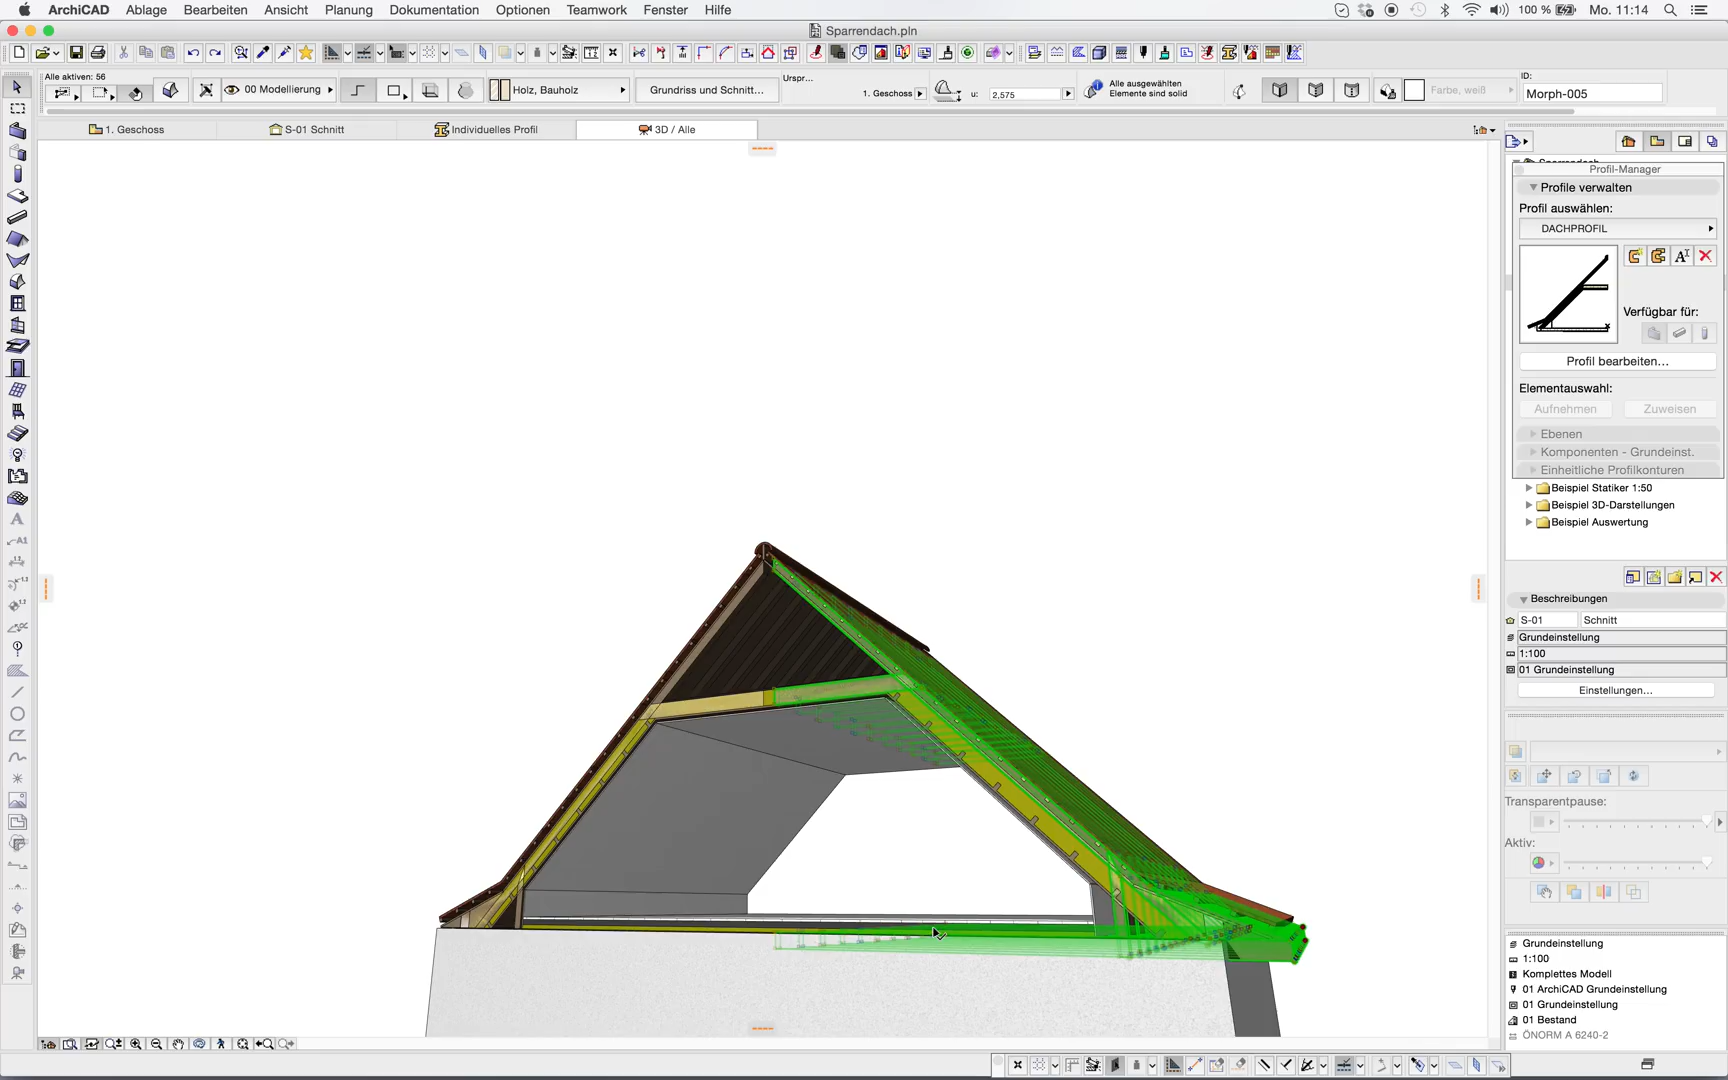 ArchiCAD Ablage Bearbeiten Ansicht Planung Dokumentation Optionen Teamwork Fenster Hilfe 100 % Mo. 11:14
Sparrendach.pln
Alle aktiven: 56
00 Modellierung
Holz, Bauholz
Grundriss und Schnitt...
Urspr...
1. Geschoss
u:
2,575
Alle ausgewählten
Elemente sind solid
Farbe, weiß
ID:
Morph-005
1. Geschoss
S-01 Schnitt
Individuelles Profil
3D / Alle
Profil-Manager
Profile verwalten
Profil auswählen:
DACHPROFIL
Verfügbar für:
Profil bearbeiten...
Elementauswahl:
Aufnehmen Zuweisen
Ebenen
Komponenten - Grundeinst.
Einheitliche Profilkonturen
Beispiel Statiker 1:50
Beispiel 3D-Darstellungen
Beispiel Auswertung
Beschreibungen
S-01 Schnitt
Grundeinstellung
1:100
01 Grundeinstellung
Einstellungen...
Transparentpause:
Aktiv:
Grundeinstellung
1:100
Komplettes Modell
01 ArchiCAD Grundeinstellung
01 Grundeinstellung
01 Bestand
ÖNORM A 6240-2